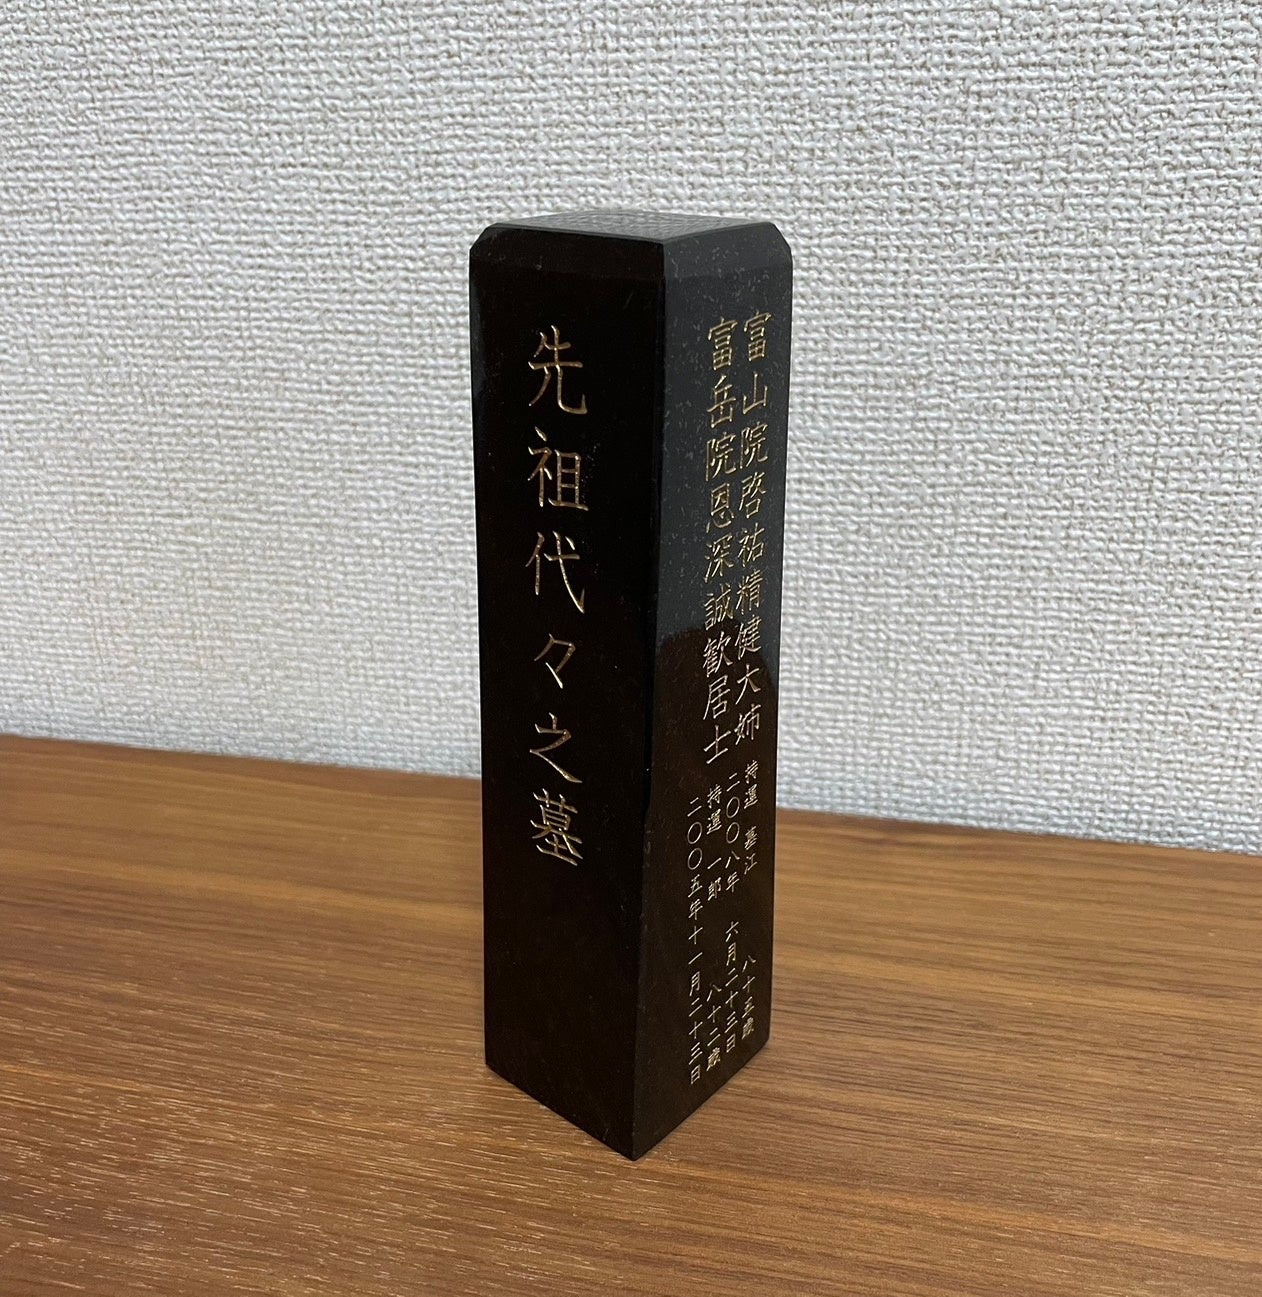 先祖代々之墓
富山院啓祐精健大姉
持運 墓江 八十五歳
二〇〇八年 六月二十三日
富岳院恩深誠歓居士
持運 一郎 八十二歳
二〇〇五年十一月二十三日